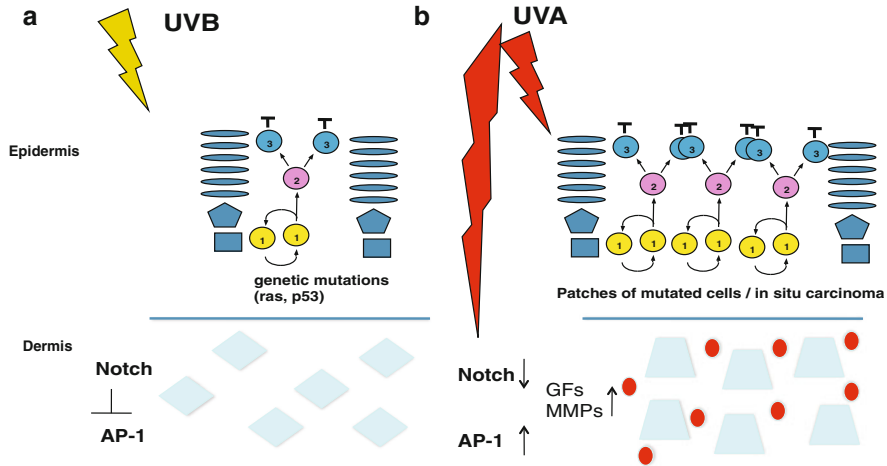 a
UVB
Epidermis
3
3
2
1
1
genetic mutations
(ras, p53)
Dermis
Notch
AP-1
b
UVA
3
3
3
3
2
2
2
1
1
1
1
1
1
Patches of mutated cells / in situ carcinoma
Notch
GFs
MMPs
AP-1